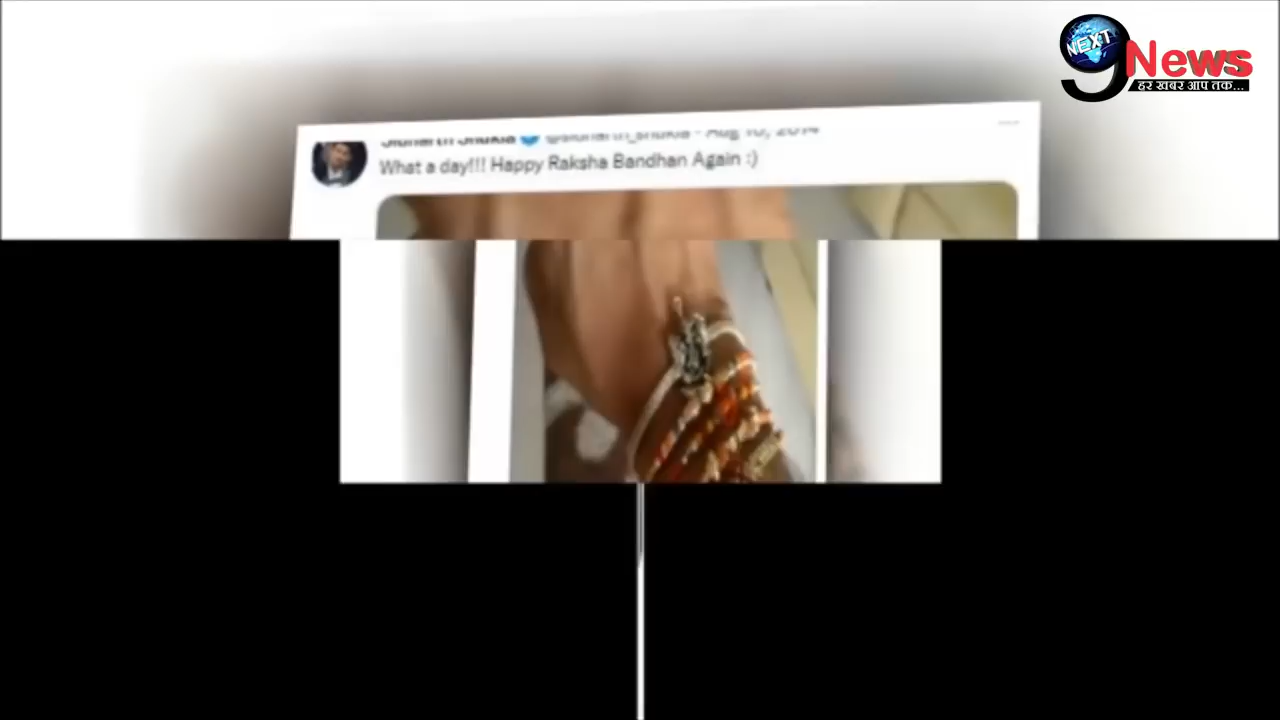 NEXT
9 News
हर खबर आप तक...
What a day!!! Happy Raksha Bandhan Again :)